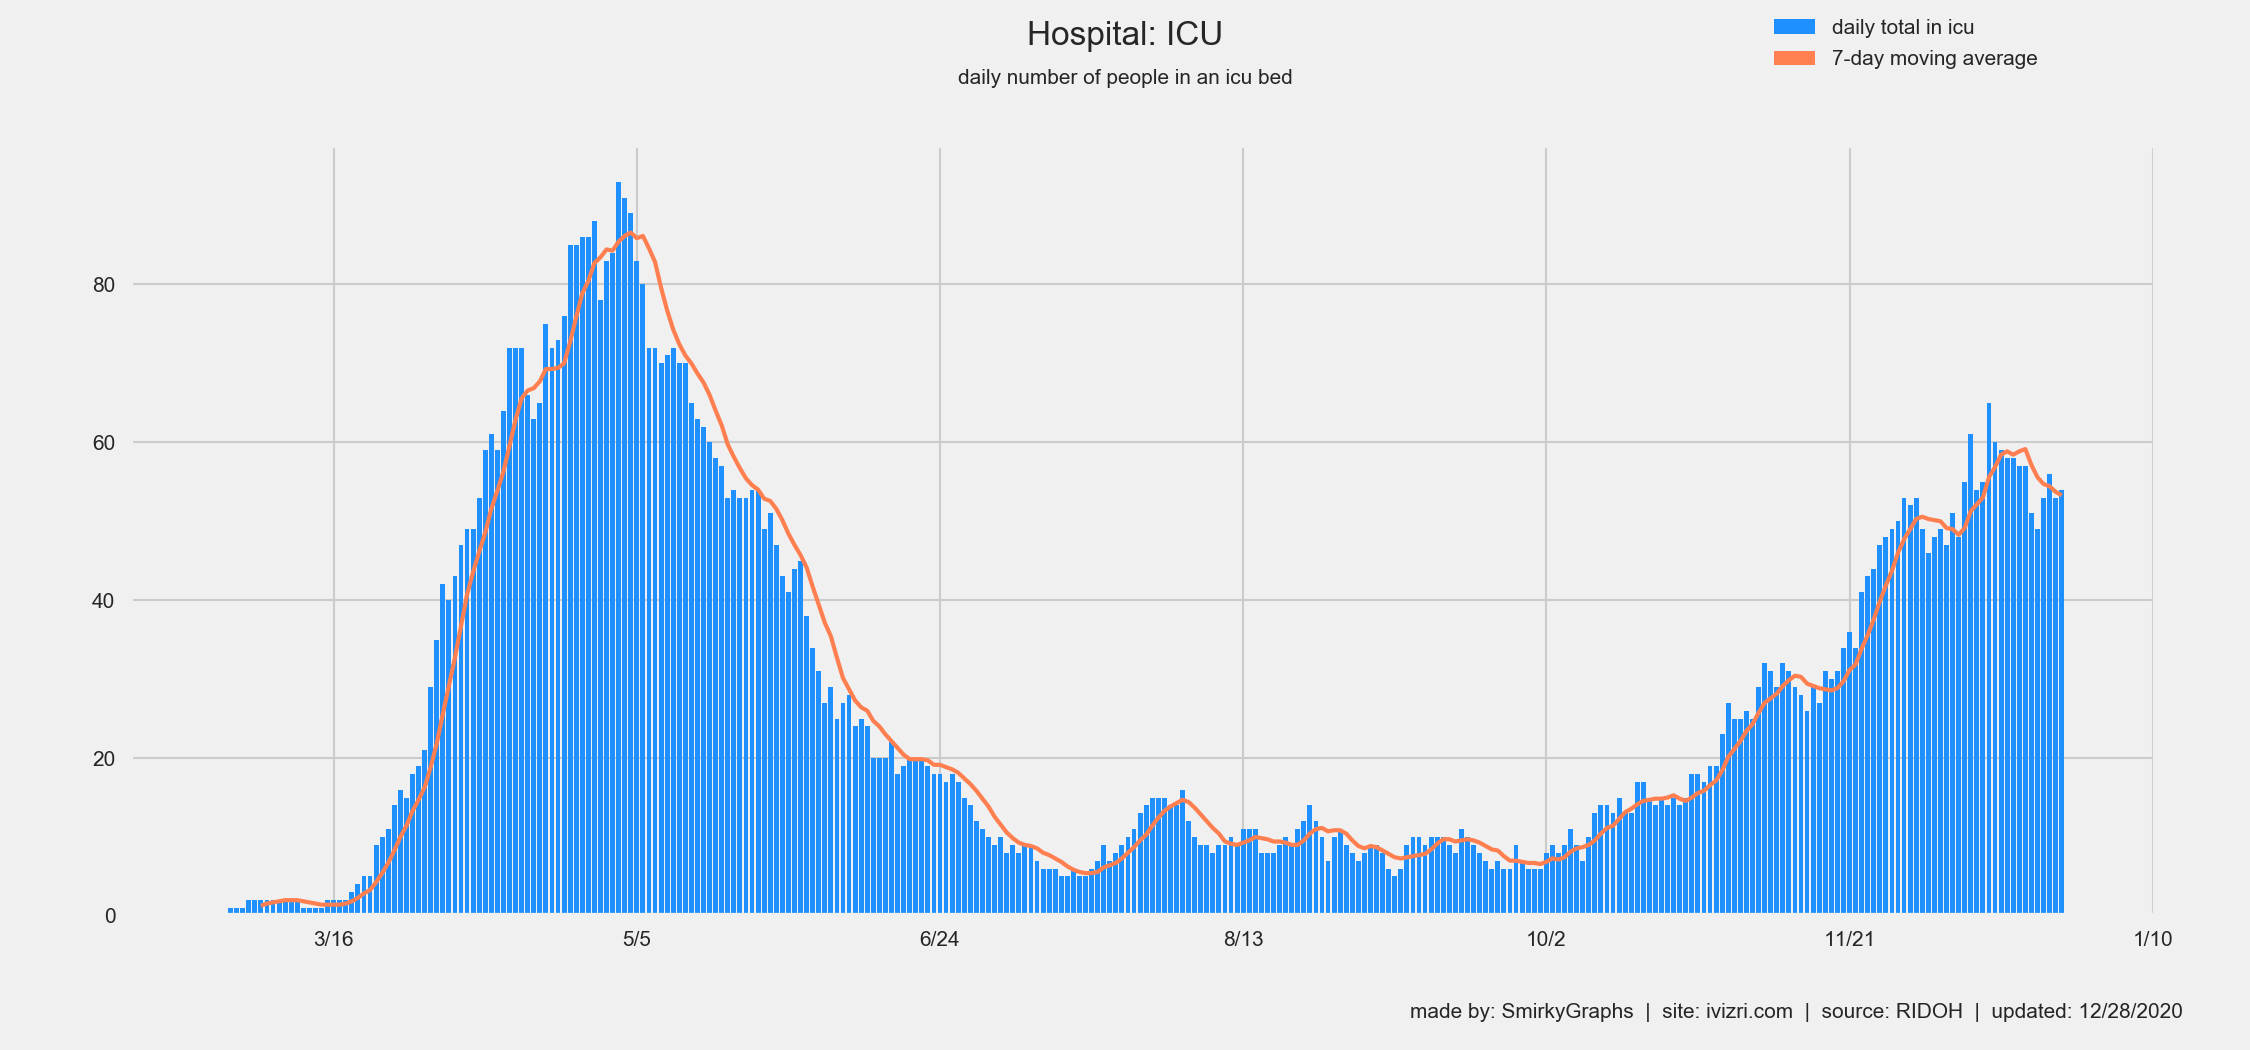 Hospital: ICU
daily number of people in an icu bed
daily total in icu
7-day moving average
80
60
40
20
0
3/16 5/5 6/24 8/13 10/2 11/21 1/10
made by: SmirkyGraphs | site: ivizri.com | source: RIDOH | updated: 12/28/2020